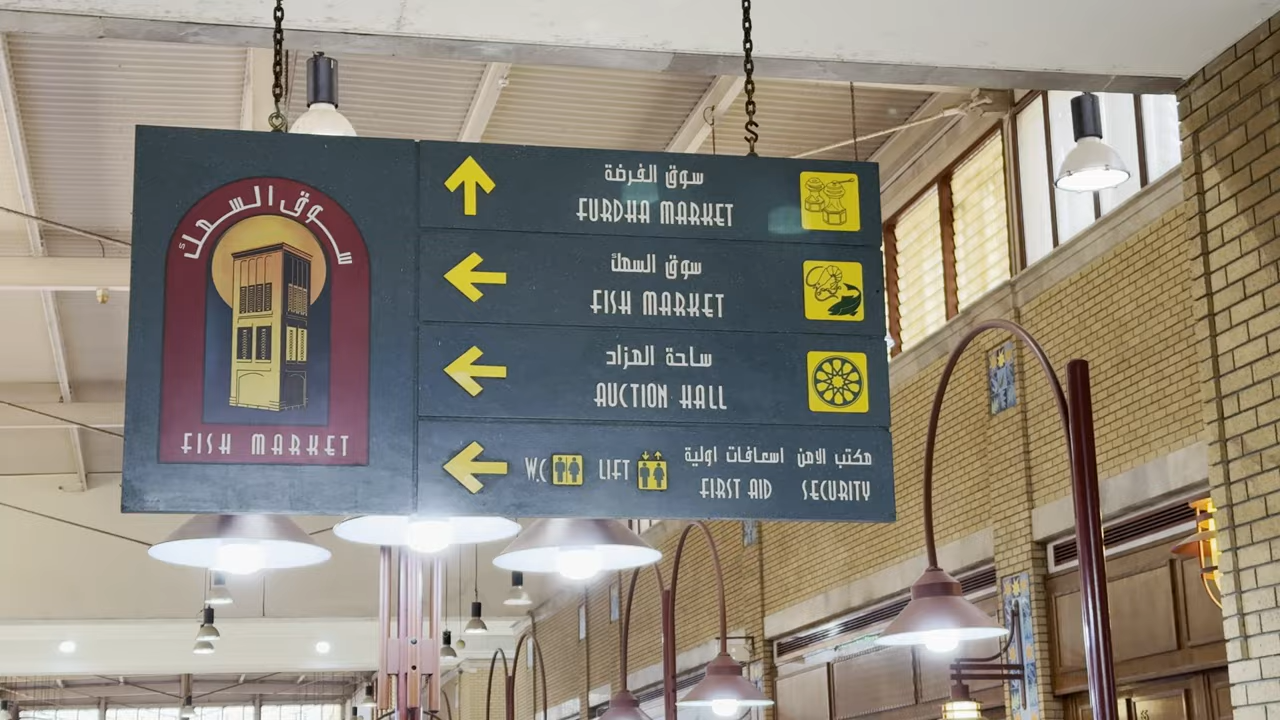 سوق السمك
FISH MARKET
سوق الفرضة
FURDHA MARKET
سوق السمك
FISH MARKET
ساحة المزاد
AUCTION HALL
W.C LIFT
مكتب الامن اسعافات اولية
FIRST AID SECURITY